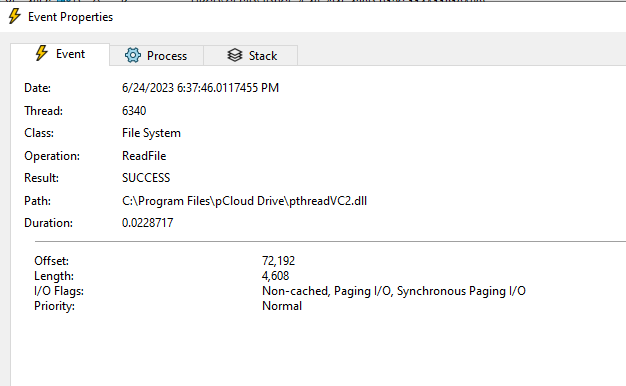 Event Properties
Event Process Stack
Date: 6/24/2023 6:37:46.0117455 PM
Thread: 6340
Class: File System
Operation: ReadFile
Result: SUCCESS
Path: C:\Program Files\pCloud Drive\pthreadVC2.dll
Duration: 0.0228717
Offset: 72,192
Length: 4,608
I/O Flags: Non-cached, Paging I/O, Synchronous Paging I/O
Priority: Normal